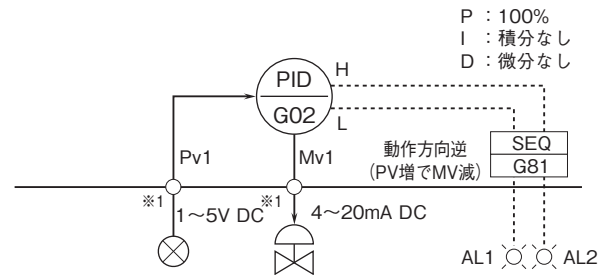 P：100%
I：積分なし
D：微分なし
PID
G02
H
L
Pv1
Mv1
動作方向逆
(PV増でMV減)
SEQ
G81
※1
※1
1～5V DC
4～20mA DC
AL1
AL2